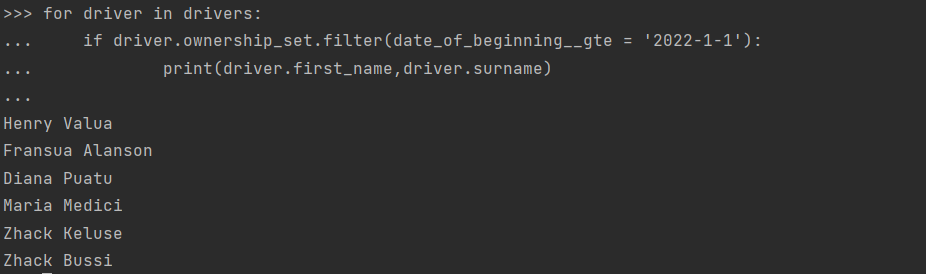 >>> for driver in drivers:
...     if driver.ownership_set.filter(date_of_beginning__gte = '2022-1-1'):
...             print(driver.first_name,driver.surname)
...
Henry Valua
Fransua Alanson
Diana Puatu
Maria Medici
Zhack Keluse
Zhack Bussi